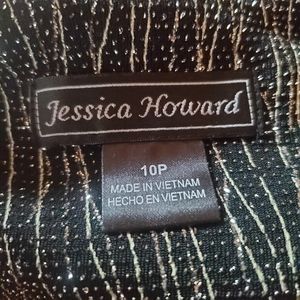 Jessica Howard
10P
MADE IN VIETNAM
HECHO EN VIETNAM